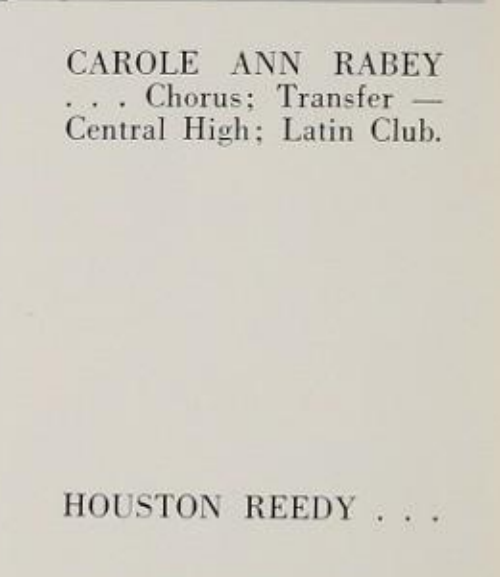 CAROLE ANN RABEY
. . . Chorus; Transfer —
Central High; Latin Club.
HOUSTON REEDY . . .